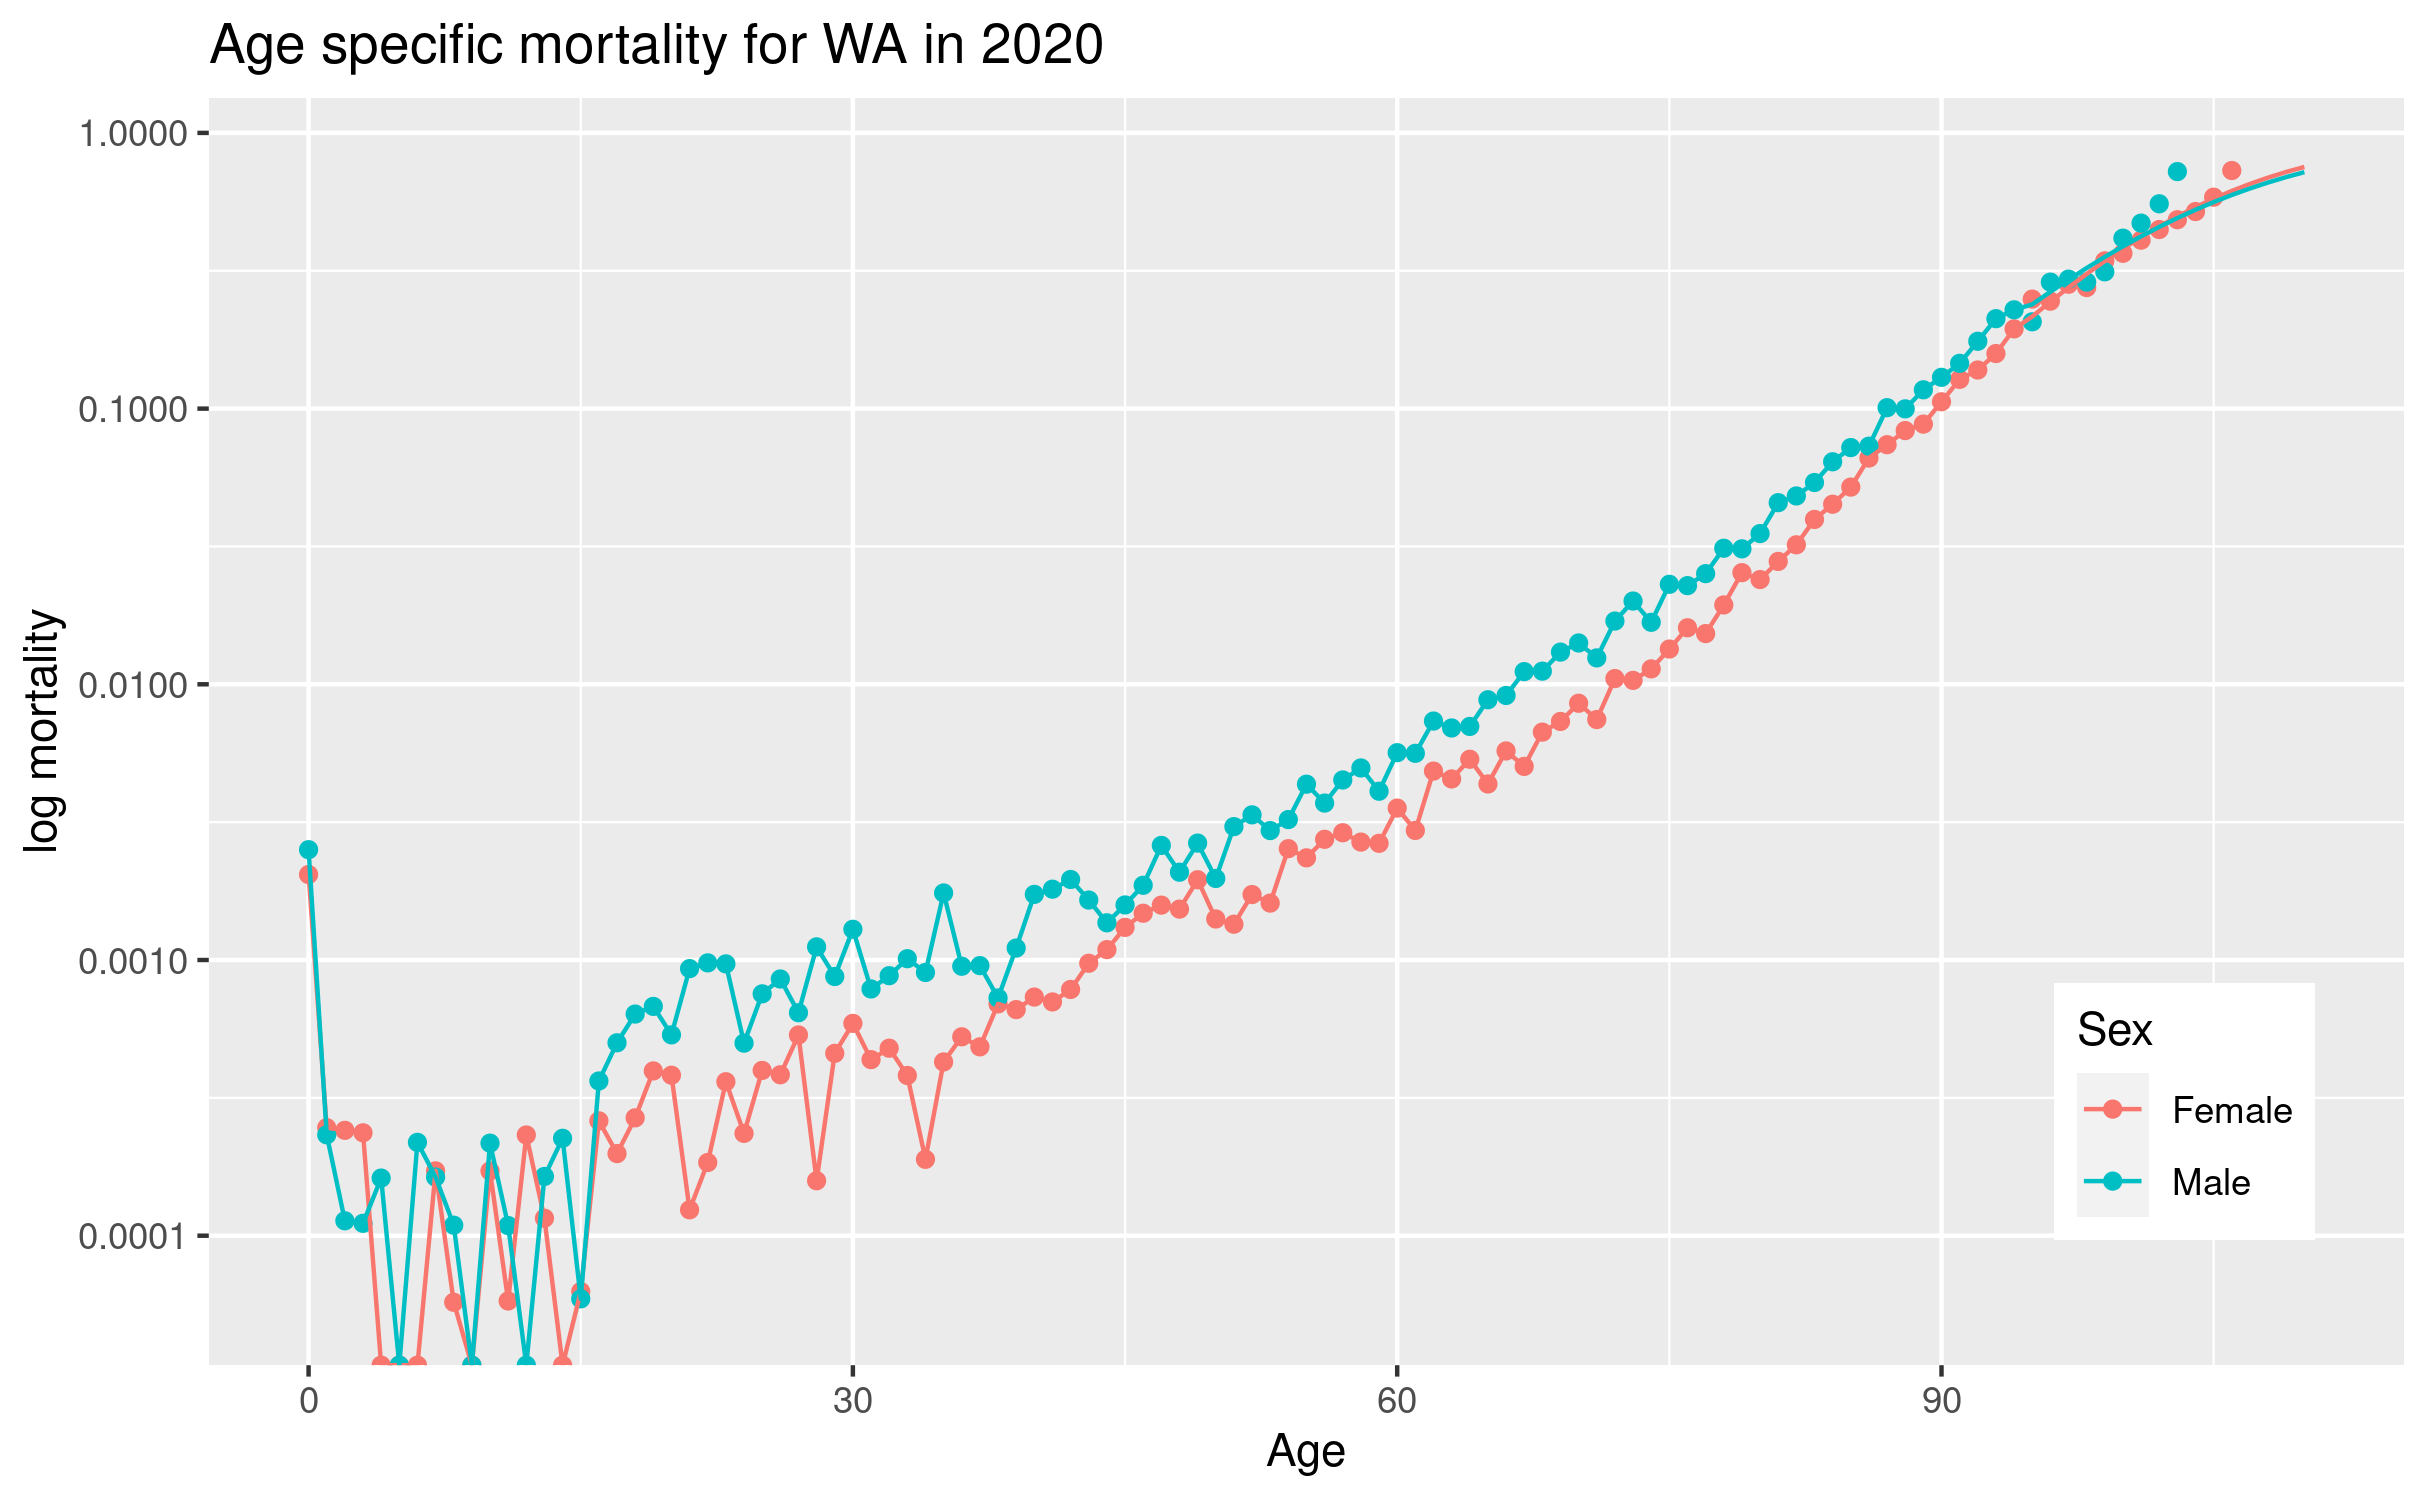 Age specific mortality for WA in 2020
1.0000
0.1000
0.0100
0.0010
0.0001
log mortality
0
30
60
90
Age
Sex
Female
Male